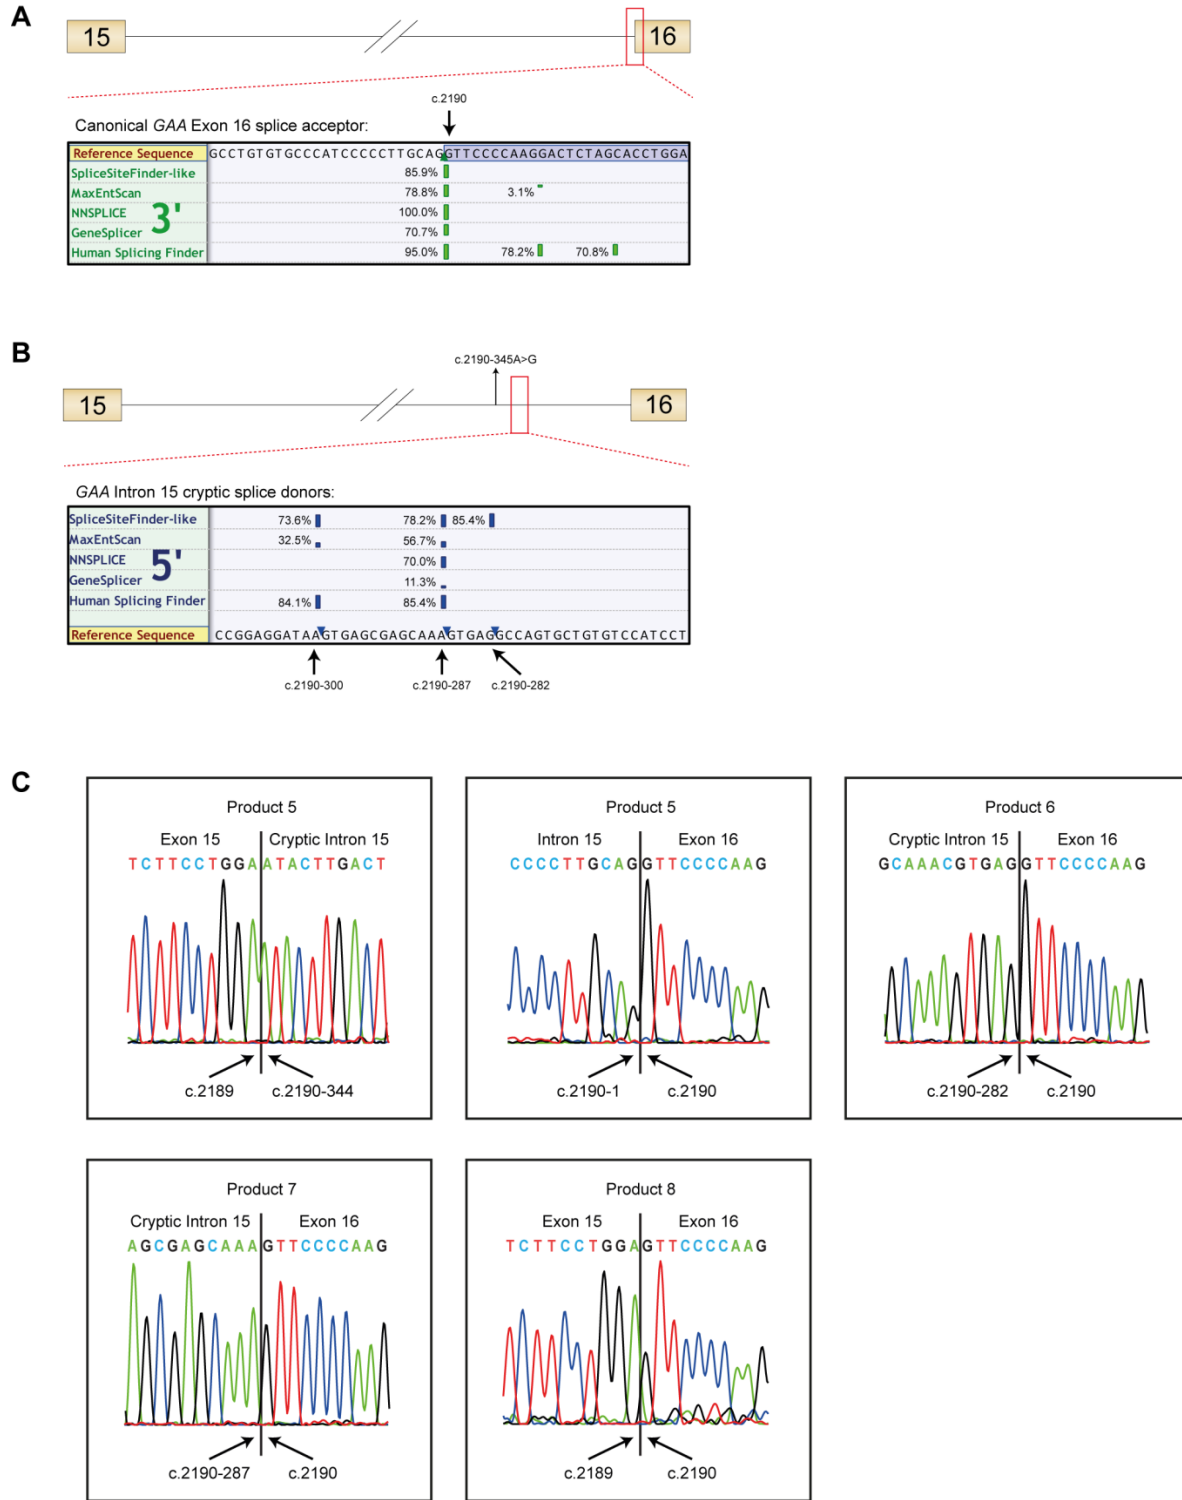 A
15
16
c.2190
Canonical GAA Exon 16 splice acceptor:
Reference Sequence GCCTGTGTGCCCATCCCCCTTGCAGGTTCCCCAAGGACTCTAGCACCTGGA
SpliceSiteFinder-like 85.9%
MaxEntScan 78.8% 3.1%
NNSPLICE 100.0%
3'
GeneSplicer 70.7%
Human Splicing Finder 95.0% 78.2% 70.8%
B
c.2190-345A>G
15
16
GAA Intron 15 cryptic splice donors:
SpliceSiteFinder-like 73.6% 78.2% 85.4%
MaxEntScan 32.5% 56.7%
NNSPLICE 70.0%
5'
GeneSplicer 11.3%
Human Splicing Finder 84.1% 85.4%
Reference Sequence CCGGAGGATAAGTGAGCGAGCAAAGTGAGGCCAGTGCTGTGTCCATCCT
c.2190-300 c.2190-287 c.2190-282
C
Product 5
Exon 15 Cryptic Intron 15
TCTTCCTGGAATACTTGACT
c.2189 c.2190-344
Product 5
Intron 15 Exon 16
CCCCTTGCAGGTTCCCCAAG
c.2190-1 c.2190
Product 6
Cryptic Intron 15 Exon 16
GCAAACGTGAGGTTCCCCAAG
c.2190-282 c.2190
Product 7
Cryptic Intron 15 Exon 16
AGCGAGCAAAGTTCCCCAAG
c.2190-287 c.2190
Product 8
Exon 15 Exon 16
TCTTCCTGGAGTTCCCCAAG
c.2189 c.2190